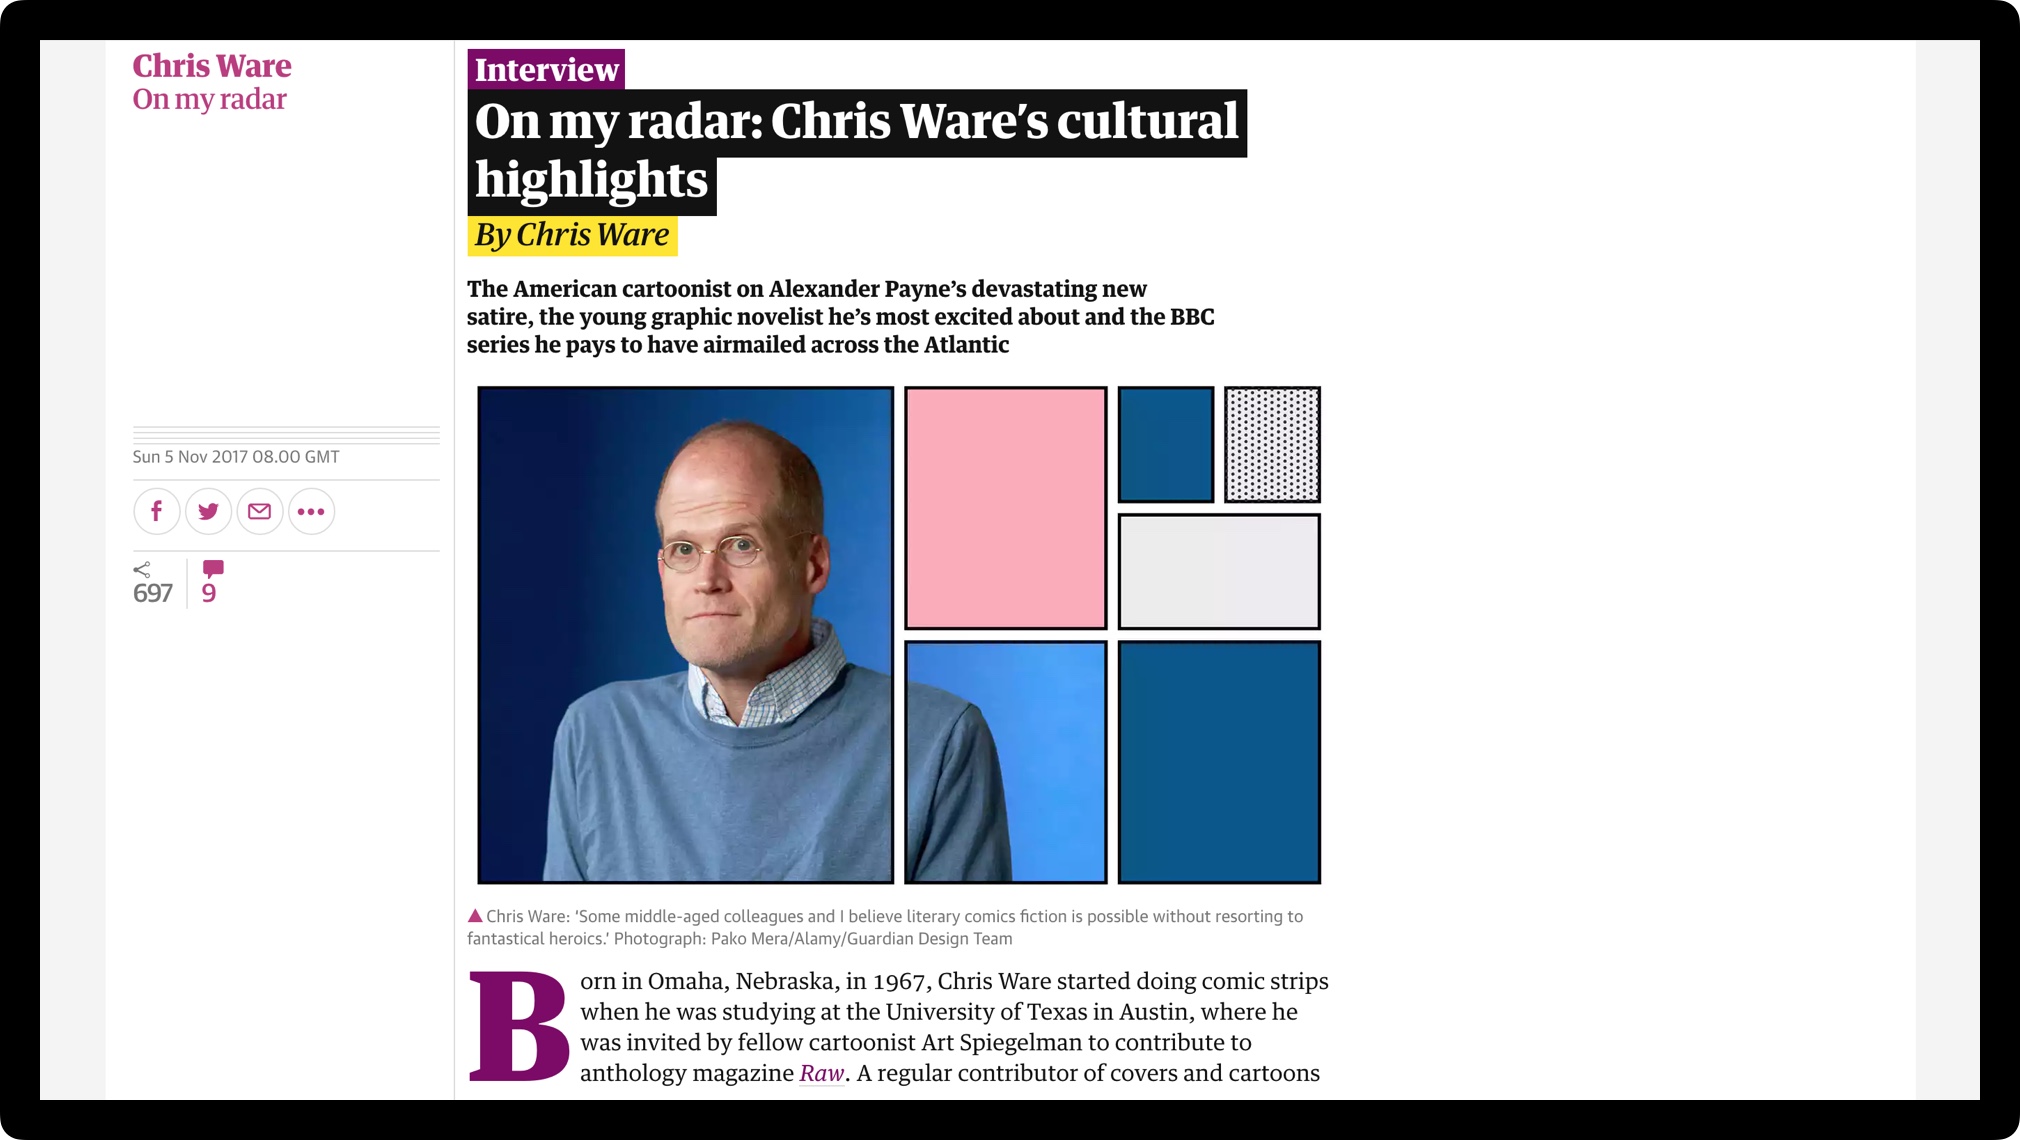 Chris Ware
On my radar
Sun 5 Nov 2017 08.00 GMT
697
9
Interview
On my radar: Chris Ware’s cultural
highlights
By Chris Ware
The American cartoonist on Alexander Payne’s devastating new
satire, the young graphic novelist he’s most excited about and the BBC
series he pays to have airmailed across the Atlantic
Chris Ware: ‘Some middle-aged colleagues and I believe literary comics fiction is possible without resorting to
fantastical heroics.’ Photograph: Pako Mera/Alamy/Guardian Design Team
Born in Omaha, Nebraska, in 1967, Chris Ware started doing comic strips
when he was studying at the University of Texas in Austin, where he
was invited by fellow cartoonist Art Spiegelman to contribute to
anthology magazine Raw. A regular contributor of covers and cartoons